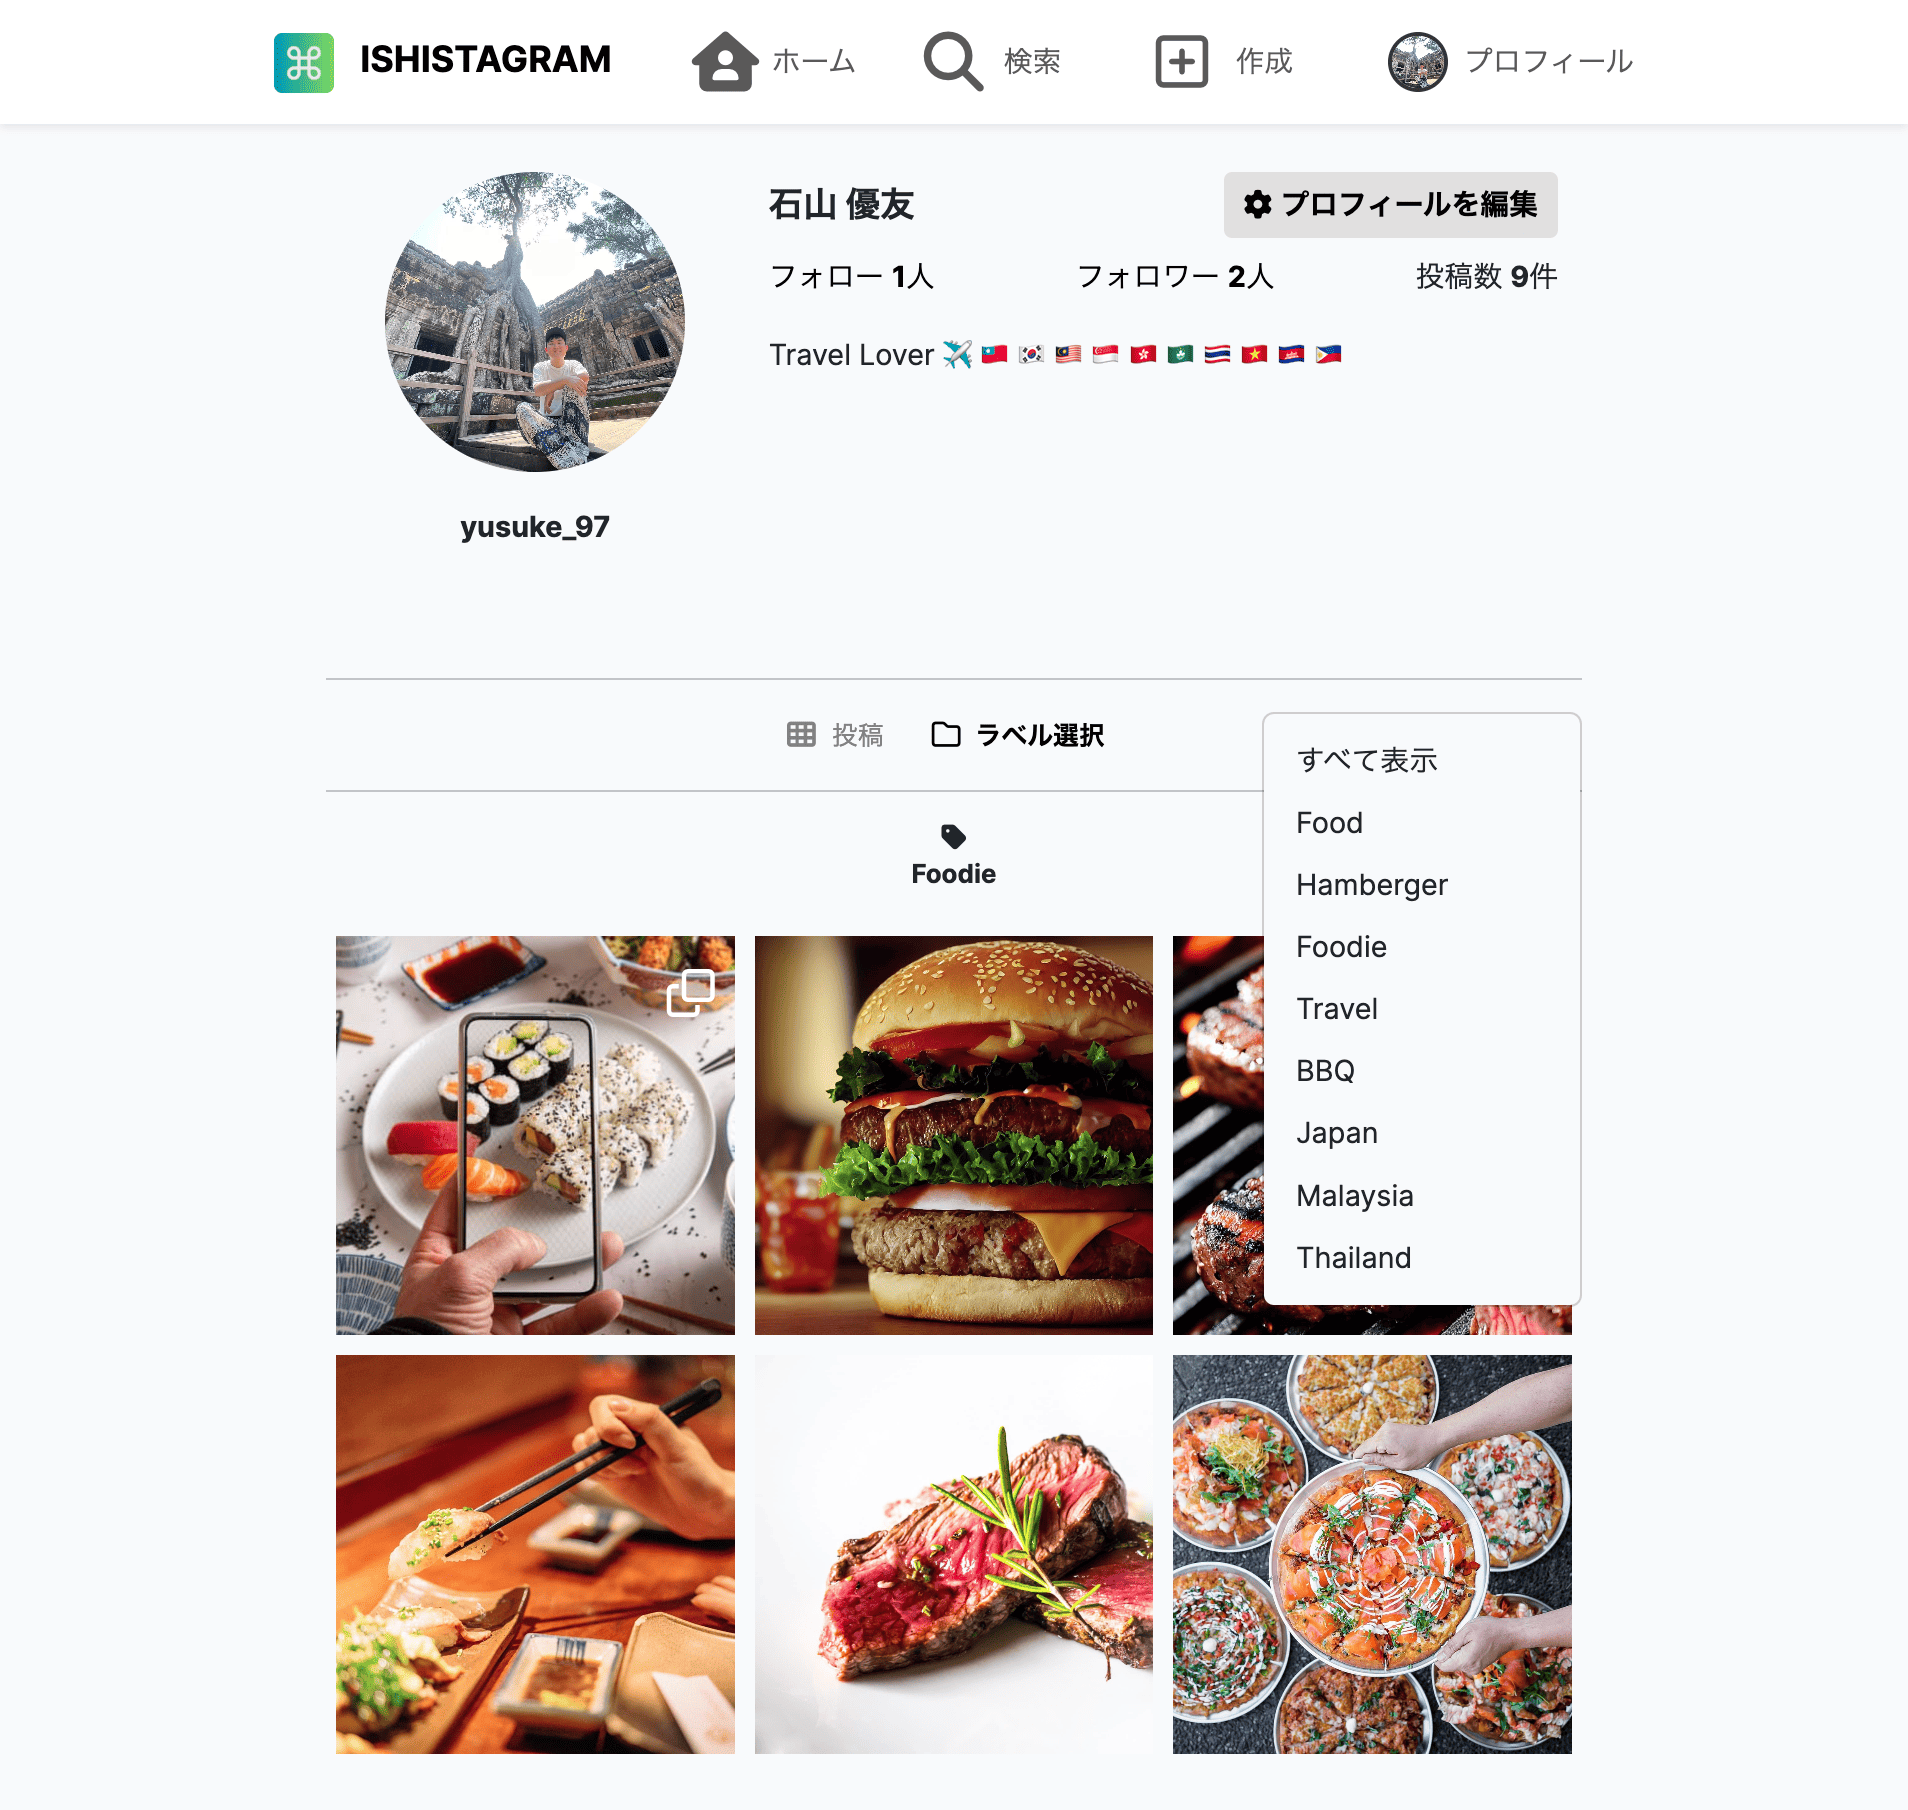 ISHISTAGRAM
ホーム
検索
作成
プロフィール
石山 優友
プロフィールを編集
フォロー 1人
フォロワー 2人
投稿数 9件
Travel Lover ✈️ 🇹🇼 🇰🇷 🇲🇾 🇸🇬 🇭🇰 🇲🇴 🇹🇭 🇻🇳 🇰🇭 🇵🇭
yusuke_97
投稿
ラベル選択
Foodie
すべて表示
Food
Hamberger
Foodie
Travel
BBQ
Japan
Malaysia
Thailand